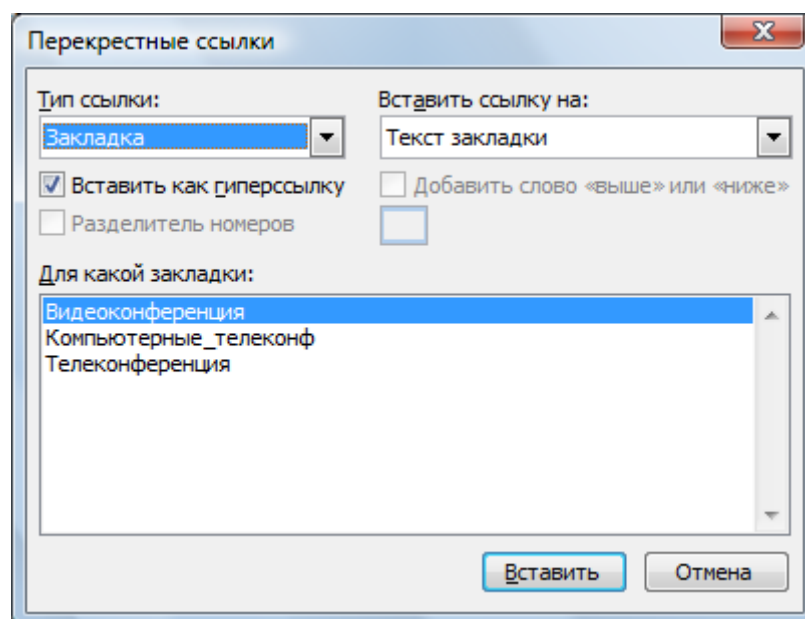 Перекрестные ссылки
Тип ссылки:
Вставить ссылку на:
Закладка
Текст закладки
Вставить как гиперссылку
Добавить слово «выше» или «ниже»
Разделитель номеров
Для какой закладки:
Видеоконференция
Компьютерные_телеконф
Телеконференция
Вставить
Отмена